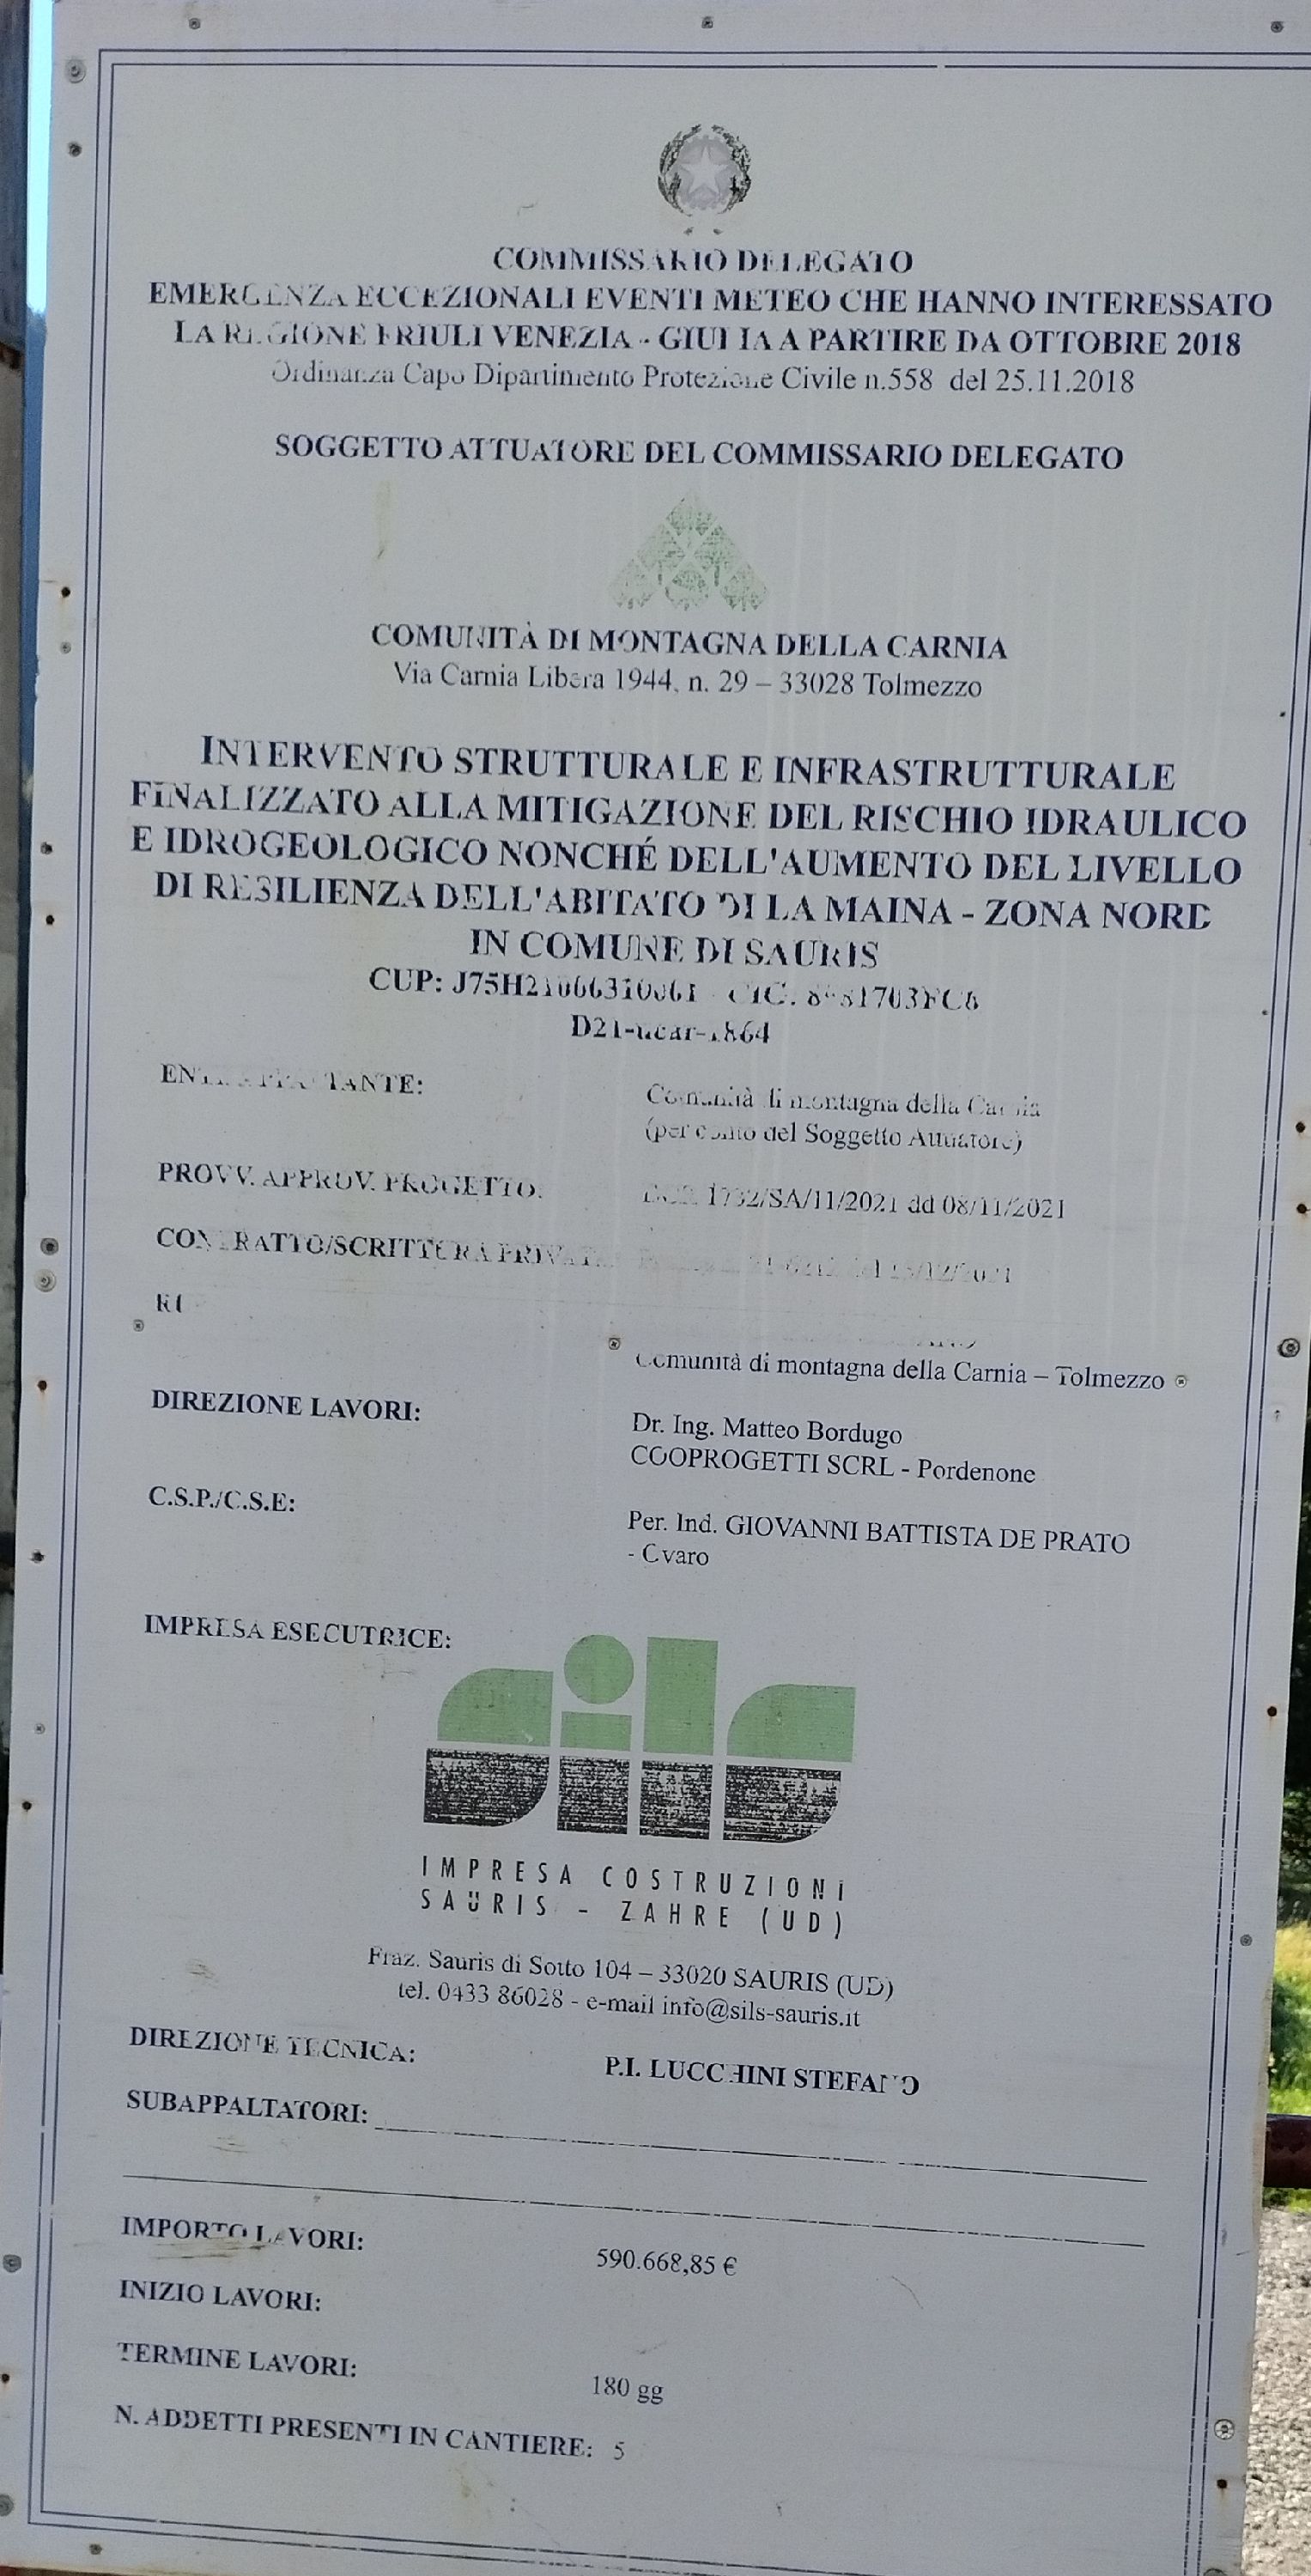 COMMISSARIO DELEGATO
EMERGENZA ECCEZIONALI EVENTI METEO CHE HANNO INTERESSATO
LA REGIONE FRIULI VENEZIA - GIULIA A PARTIRE DA OTTOBRE 2018
Ordinanza Capo Dipartimento Protezione Civile n.558 del 25.11.2018
SOGGETTO ATTUATORE DEL COMMISSARIO DELEGATO
COMUNITÀ DI MONTAGNA DELLA CARNIA
Via Carnia Libera 1944, n. 29 – 33028 Tolmezzo
INTERVENTO STRUTTURALE E INFRASTRUTTURALE
FINALIZZATO ALLA MITIGAZIONE DEL RISCHIO IDRAULICO
E IDROGEOLOGICO NONCHÉ DELL'AUMENTO DEL LIVELLO
DI RESILIENZA DELL'ABITATO DI LA MAINA - ZONA NORD
IN COMUNE DI SAURIS
CUP: CIG:
ENTE APPALTANTE:
Comunità di montagna della Carnia
(per conto del Soggetto Attuatore)
PROVV. APPROV. PROGETTO:
1732/SA/11/2021 dd 08/11/2021
CONTRATTO/SCRITTURA PRIVATA
Comunità di montagna della Carnia – Tolmezzo
DIREZIONE LAVORI:
Dr. Ing. Matteo Bordugo
COOPROGETTI SCRL - Pordenone
C.S.P./C.S.E:
Per. Ind. GIOVANNI BATTISTA DE PRATO
- Ovaro
IMPRESA ESECUTRICE:
sils
IMPRESA COSTRUZIONI
SAURIS - ZAHRE (UD)
Fraz. Sauris di Sotto 104 – 33020 SAURIS (UD)
tel. 0433 86028 - e-mail info@sils-sauris.it
DIREZIONE TECNICA:
P.I. LUCCHINI STEFANO
SUBAPPALTATORI:
IMPORTO LAVORI:
590.668,85 €
INIZIO LAVORI:
TERMINE LAVORI:
180 gg
N. ADDETTI PRESENTI IN CANTIERE: 5